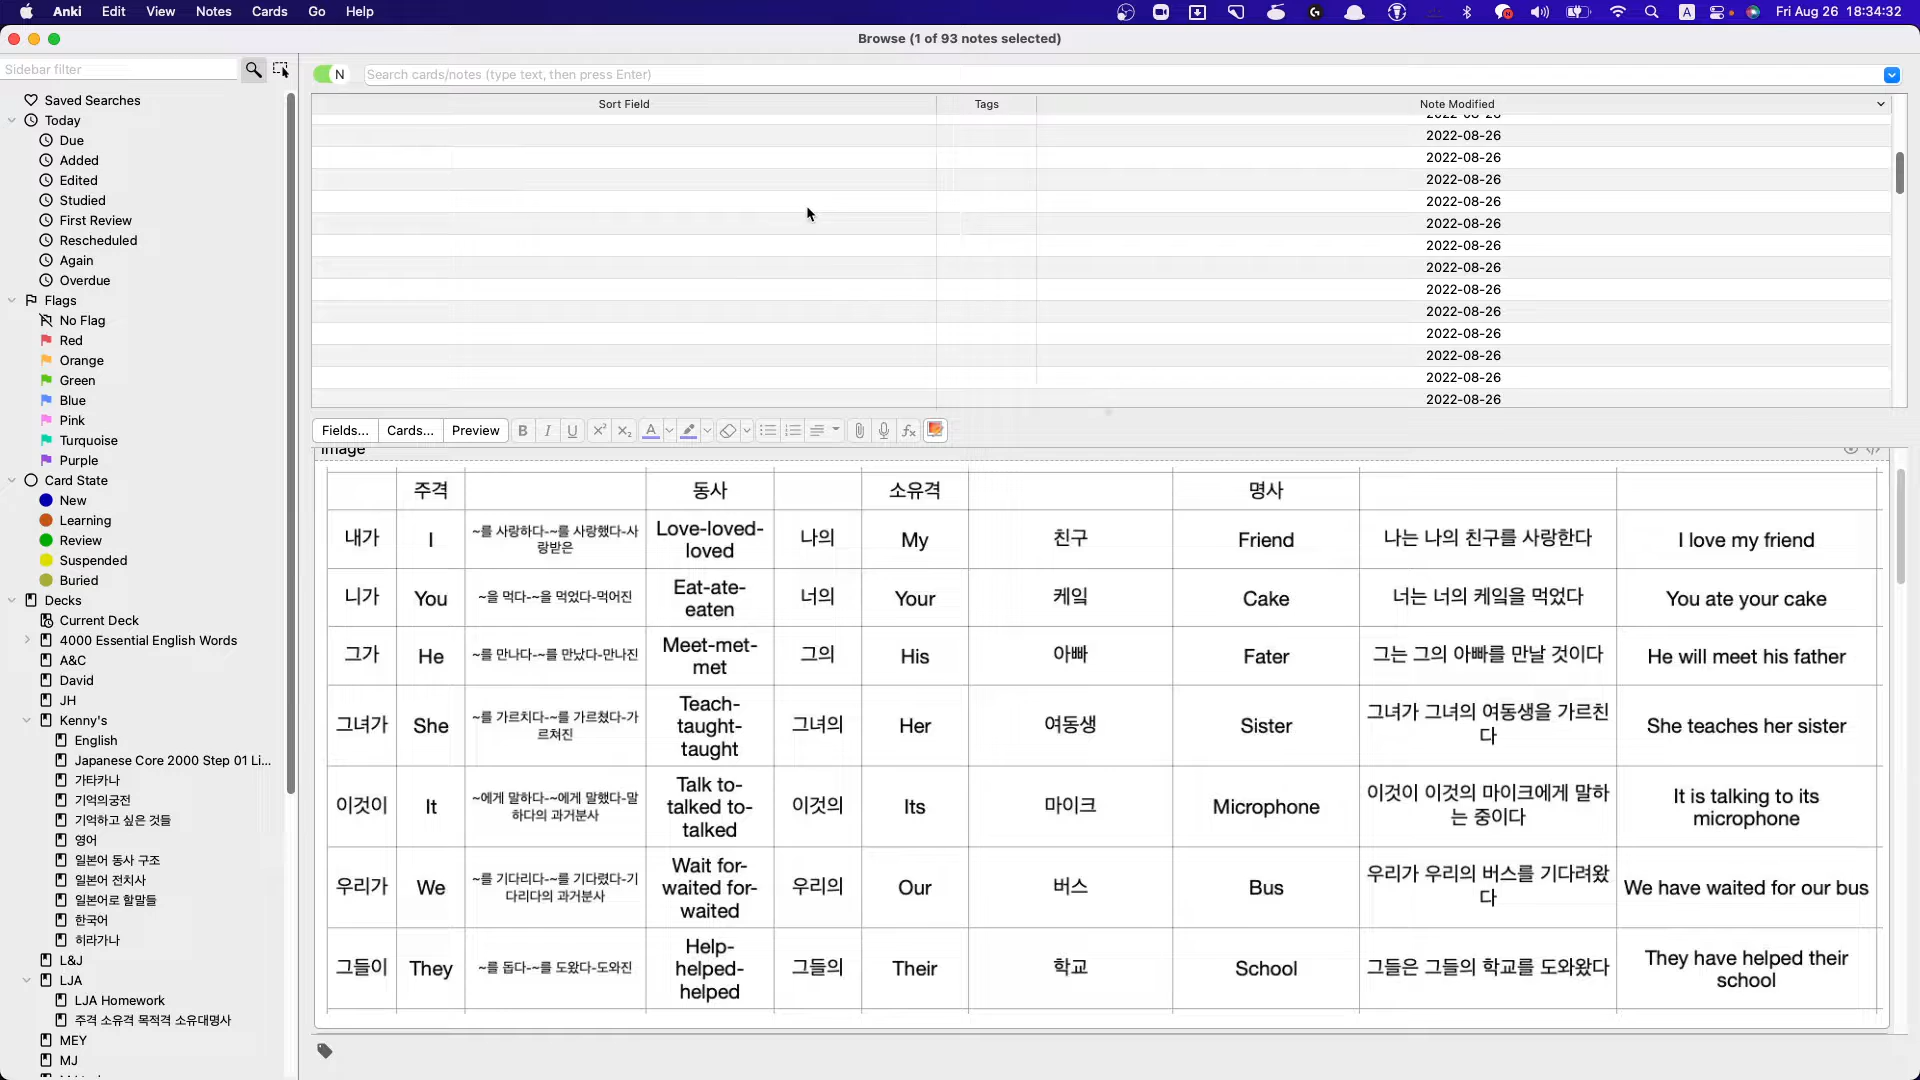 Anki Edit View Notes Cards Go Help
A Fri Aug 26 18:34:32
Browse (1 of 93 notes selected)
Sidebar filter
N Search cards/notes (type text, then press Enter)
Saved Searches
Today
Due
Added
Edited
Studied
First Review
Rescheduled
Again
Overdue
Flags
No Flag
Red
Orange
Green
Blue
Pink
Turquoise
Purple
Card State
New
Learning
Review
Suspended
Buried
Decks
Current Deck
4000 Essential English Words
A&C
David
JH
Kenny's
English
Japanese Core 2000 Step 01 Li...
가타카나
기억의궁전
기억하고 싶은 것들
영어
일본어 동사 구조
일본어 전치사
일본어로 할말들
한국어
히라가나
L&J
LJA
LJA Homework
주격 소유격 목적격 소유대명사
MEY
MJ
Sort Field Tags Note Modified
2022-08-26
2022-08-26
2022-08-26
2022-08-26
2022-08-26
2022-08-26
2022-08-26
2022-08-26
2022-08-26
2022-08-26
2022-08-26
2022-08-26
2022-08-26
2022-08-26
Fields... Cards... Preview B I U
Image
주격 동사 소유격 명사
내가 I ~를 사랑하다-~를 사랑했다-사랑받은 Love-loved-loved 나의 My 친구 Friend 나는 나의 친구를 사랑한다 I love my friend
니가 You ~을 먹다-~을 먹었다-먹어진 Eat-ate-eaten 너의 Your 케잌 Cake 너는 너의 케잌을 먹었다 You ate your cake
그가 He ~를 만나다-~를 만났다-만나진 Meet-met-met 그의 His 아빠 Fater 그는 그의 아빠를 만날 것이다 He will meet his father
그녀가 She ~를 가르치다-~를 가르쳤다-가르쳐진 Teach-taught-taught 그녀의 Her 여동생 Sister 그녀가 그녀의 여동생을 가르친다 She teaches her sister
이것이 It ~에게 말하다-~에게 말했다-말하다의 과거분사 Talk to-talked to-talked 이것의 Its 마이크 Microphone 이것이 이것의 마이크에게 말하는 중이다 It is talking to its microphone
우리가 We ~를 기다리다-~를 기다렸다-기다리다의 과거분사 Wait for-waited for-waited 우리의 Our 버스 Bus 우리가 우리의 버스를 기다려왔다 We have waited for our bus
그들이 They ~를 돕다-~를 도왔다-도와진 Help-helped-helped 그들의 Their 학교 School 그들은 그들의 학교를 도와왔다 They have helped their school